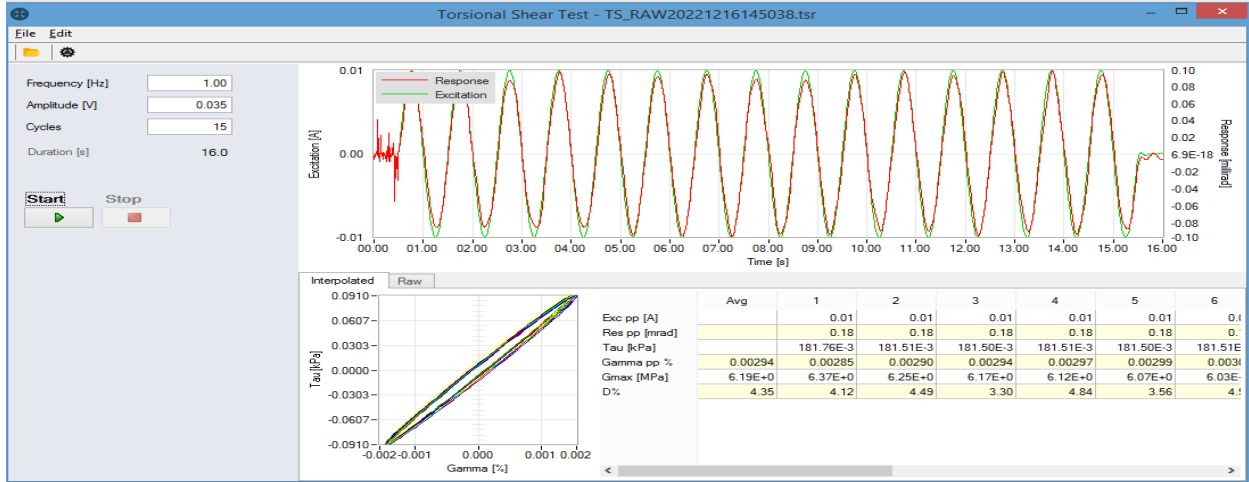 Torsional Shear Test - TS_RAW20221216145038.tsr
File Edit
Frequency [Hz] 1.00
Amplitude [V] 0.035
Cycles 15
Duration [s] 16.0
Start Stop
Response
Excitation
Excitation [A]
0.01
0.00
-0.01
0.10
0.08
0.06
0.04
0.02
6.9E-18
-0.02
-0.04
-0.06
-0.08
-0.10
Response [millirad]
00.00 01.00 02.00 03.00 04.00 05.00 06.00 07.00 08.00 09.00 10.00 11.00 12.00 13.00 14.00 15.00 16.00
Time [s]
Interpolated Raw
Tau [kPa]
0.0910
0.0607
0.0303
0.0000
-0.0303
-0.0607
-0.0910
-0.002 -0.001 0.000 0.001 0.002
Gamma [%]
Avg 1 2 3 4 5 6
Exc pp [A] 0.01 0.01 0.01 0.01 0.01
Res pp [mrad] 0.18 0.18 0.18 0.18 0.18
Tau [kPa] 181.76E-3 181.51E-3 181.50E-3 181.51E-3 181.50E-3 181.51E
Gamma pp % 0.00294 0.00285 0.00290 0.00294 0.00297 0.00299
Gmax [MPa] 6.19E+0 6.37E+0 6.25E+0 6.17E+0 6.12E+0 6.07E+0 6.03E-
D% 4.35 4.12 4.49 3.30 4.84 3.56